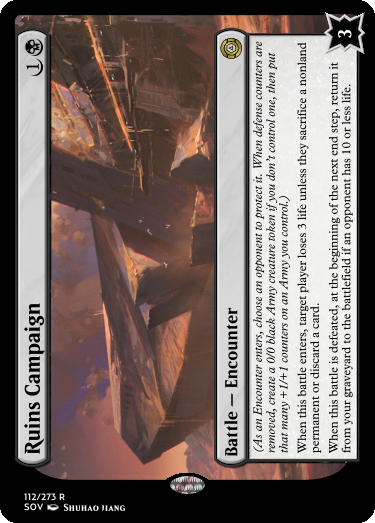 Ruins Campaign
Battle — Encounter
(As an Encounter enters, choose an opponent to protect it. When defense counters are
removed, create a 0/0 black Army creature token if you don't control one, then put
that many +1/+1 counters on an Army you control.)
When this battle enters, target player loses 3 life unless they sacrifice a nonland
permanent or discard a card.
When this battle is defeated, at the beginning of the next end step, return it
from your graveyard to the battlefield if an opponent has 10 or less life.
3
112/273 R
SOV Shuhao Jiang